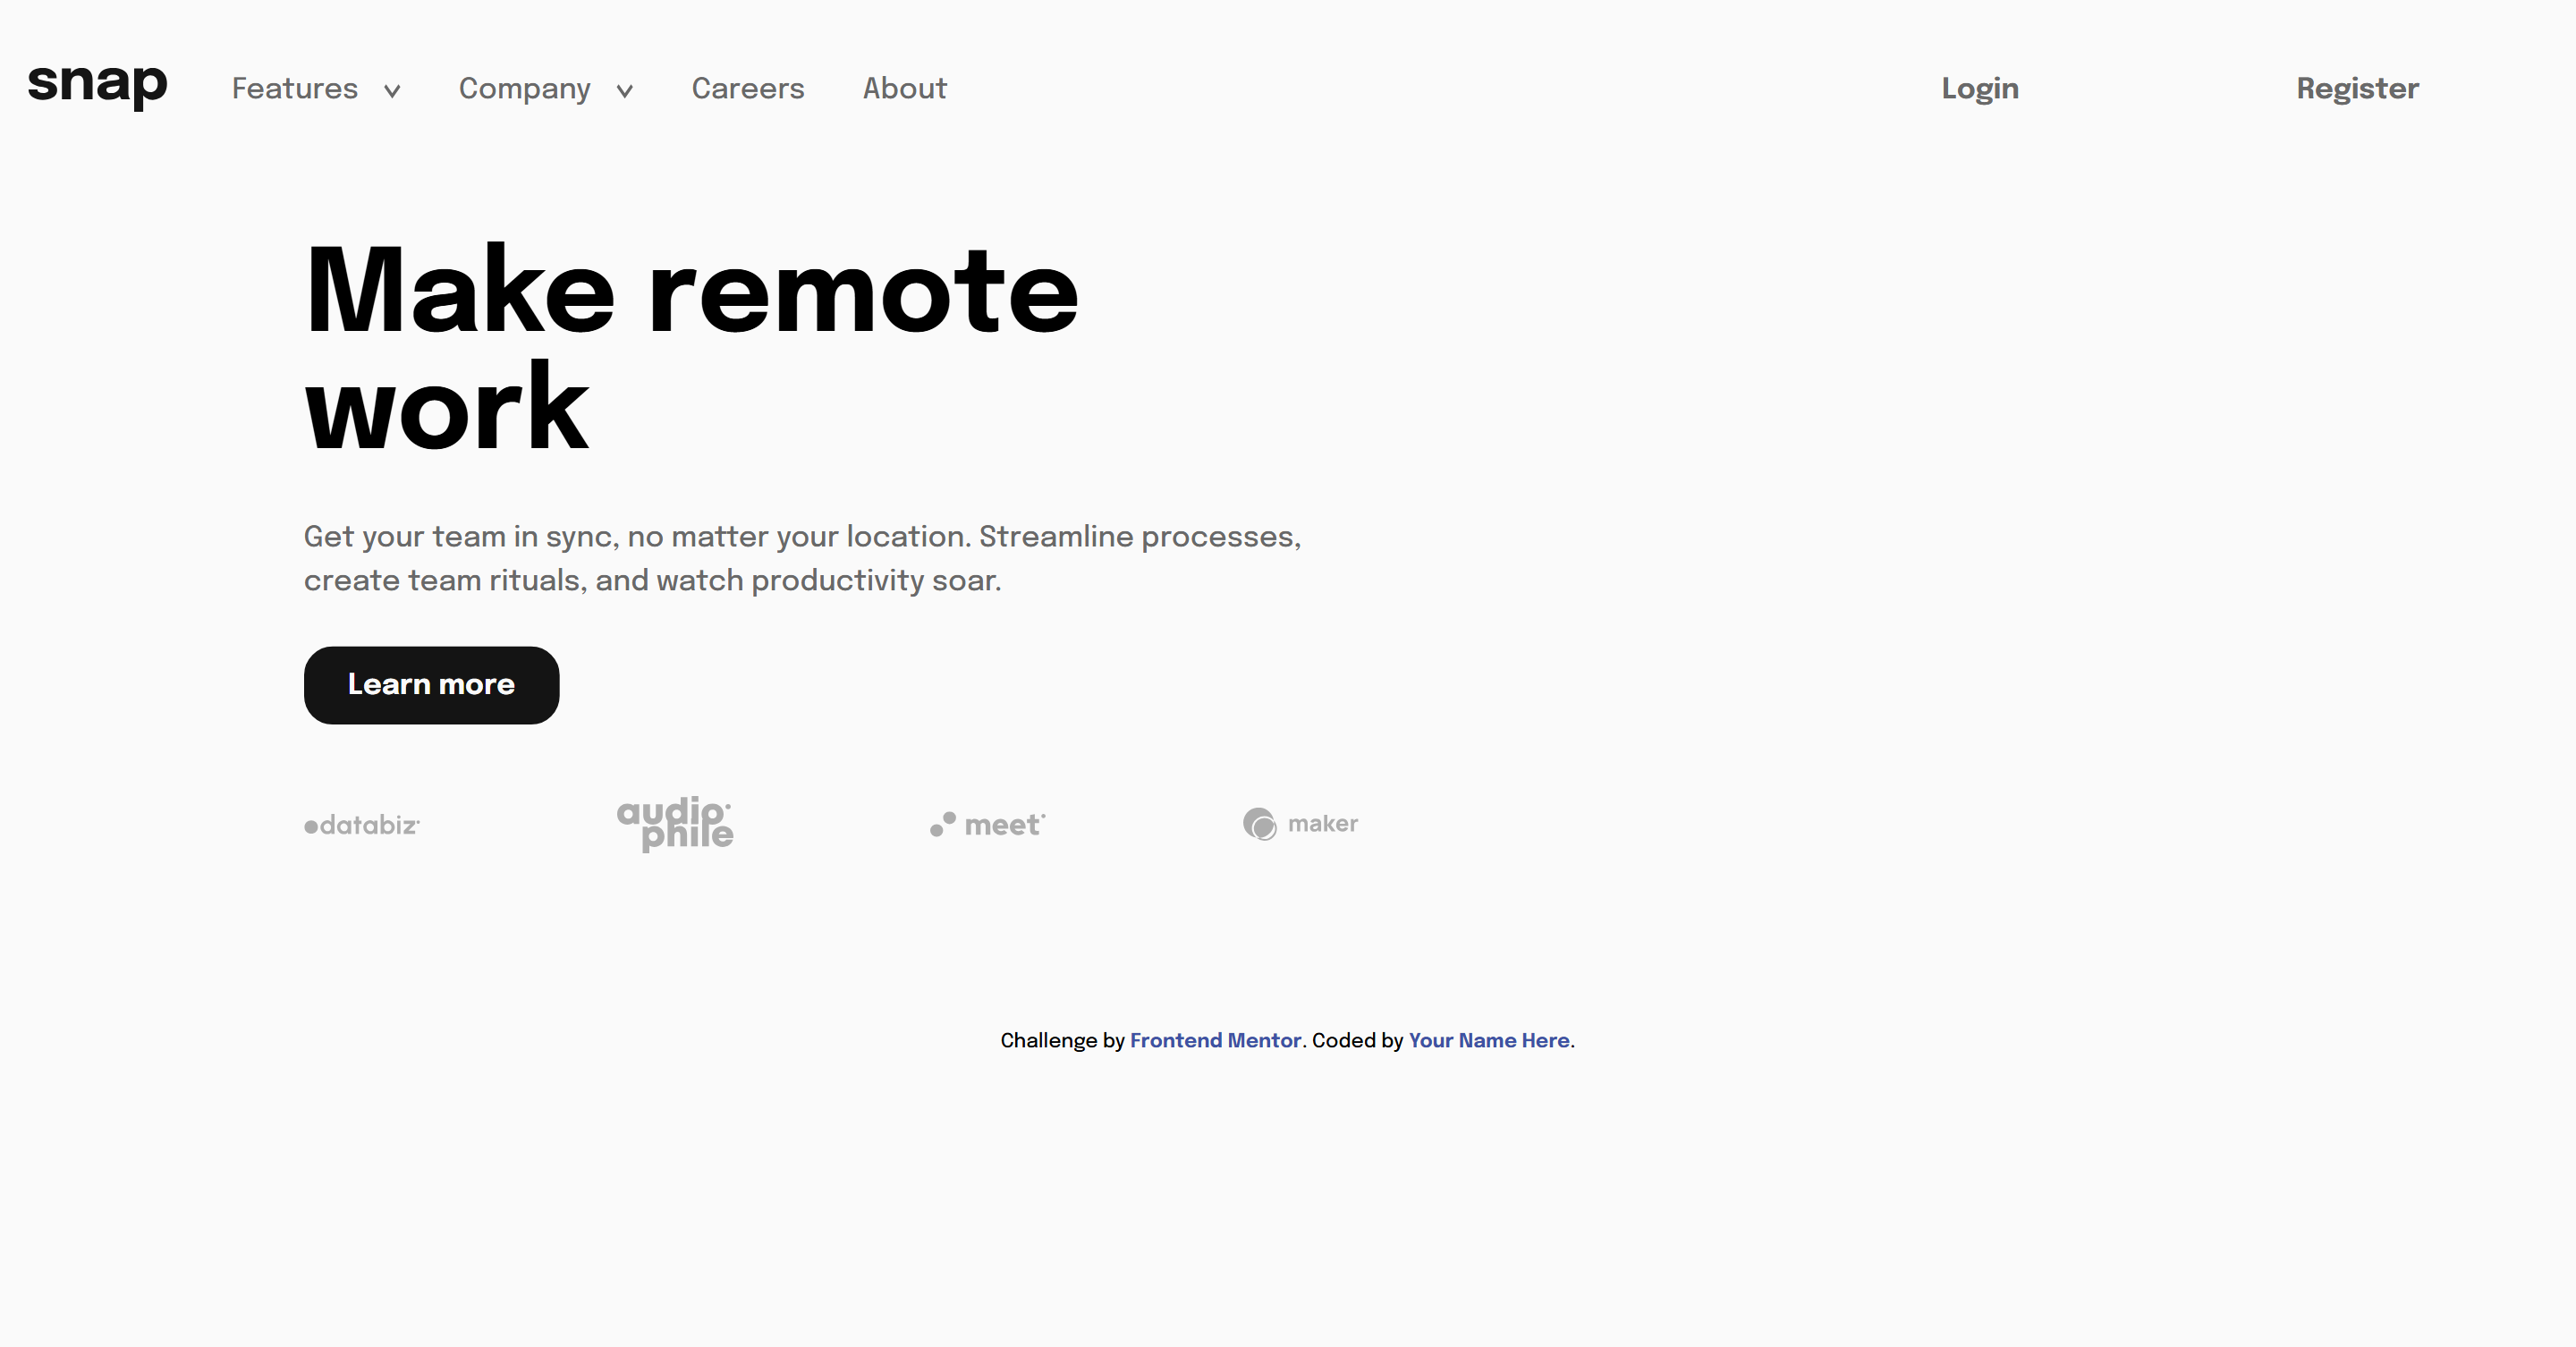 snap Features Company Careers About Login Register
Make remote
work
Get your team in sync, no matter your location. Streamline processes,
create team rituals, and watch productivity soar.
Learn more
databiz audiophile meet maker
Challenge by Frontend Mentor. Coded by Your Name Here.